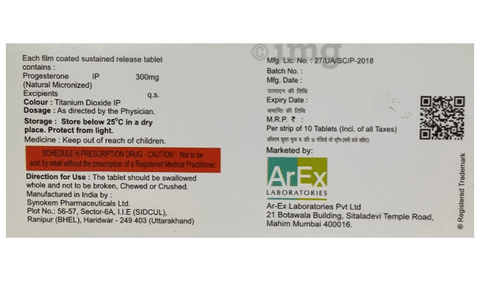 Each film coated sustained release tablet
contains :
Progesterone IP 300mg
(Natural Micronized)
Excipients q.s.
Colour : Titanium Dioxide IP
Dosage : As directed by the Physician.
Storage : Store below 25°C in a dry
place. Protect from light.
Medicine : Keep out of reach of children.
SCHEDULE H PRESCRIPTION DRUG - CAUTION : Not to be
sold by retail without the prescription of a Registered Medical Practitioner.
Direction for Use : The tablet should be swallowed
whole and not to be broken, Chewed or Crushed.
Manufactured in India by :
Synokem Pharmaceuticals Ltd.
Plot No.: 56-57, Sector-6A, I.I.E (SIDCUL),
Ranipur (BHEL), Haridwar - 249 403 (Uttarakhand)
1mg
Mfg. Lic. No. : 27/UA/SC/P-2018
Batch No. :
Mfg. Date :
उत्पादन की तिथि
Expiry Date :
समाप्ति की तिथि
M.R.P. ₹ :
Per strip of 10 Tablets (Incl. of all Taxes)
Marketed by:
ArEx
LABORATORIES
Ar-Ex Laboratories Pvt Ltd
21 Botawala Building, Sitaladevi Temple Road,
Mahim Mumbai 400016.
® Registered Trademark